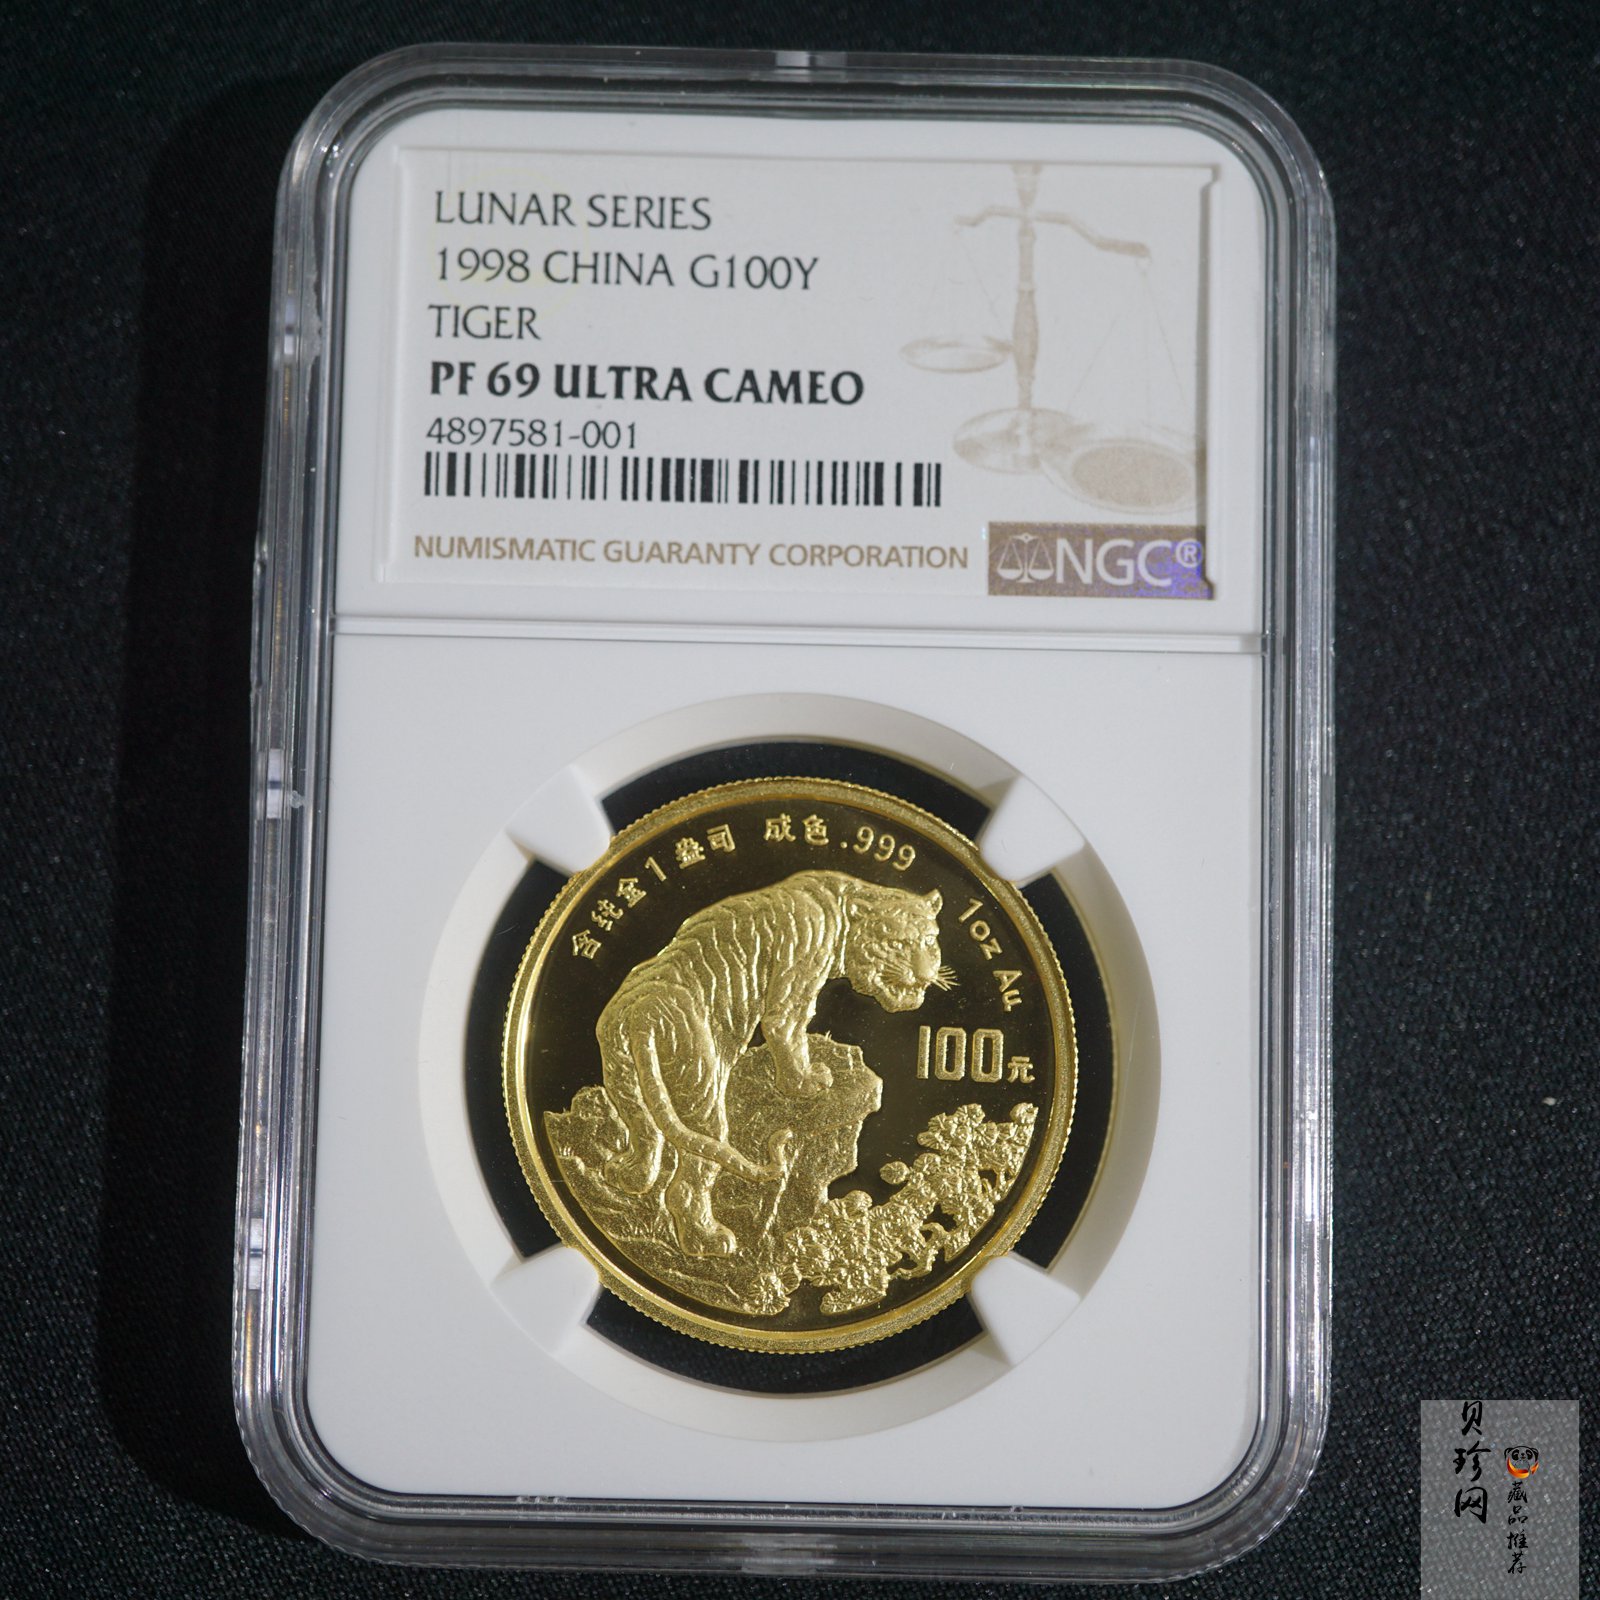 LUNAR SERIES
1998 CHINA G100Y
TIGER
PF 69 ULTRA CAMEO
4897581-001
NUMISMATIC GUARANTY CORPORATION
NGC®
含纯金1盎司 成色.999
1oz Au
100元
贝珍网
藏品推荐